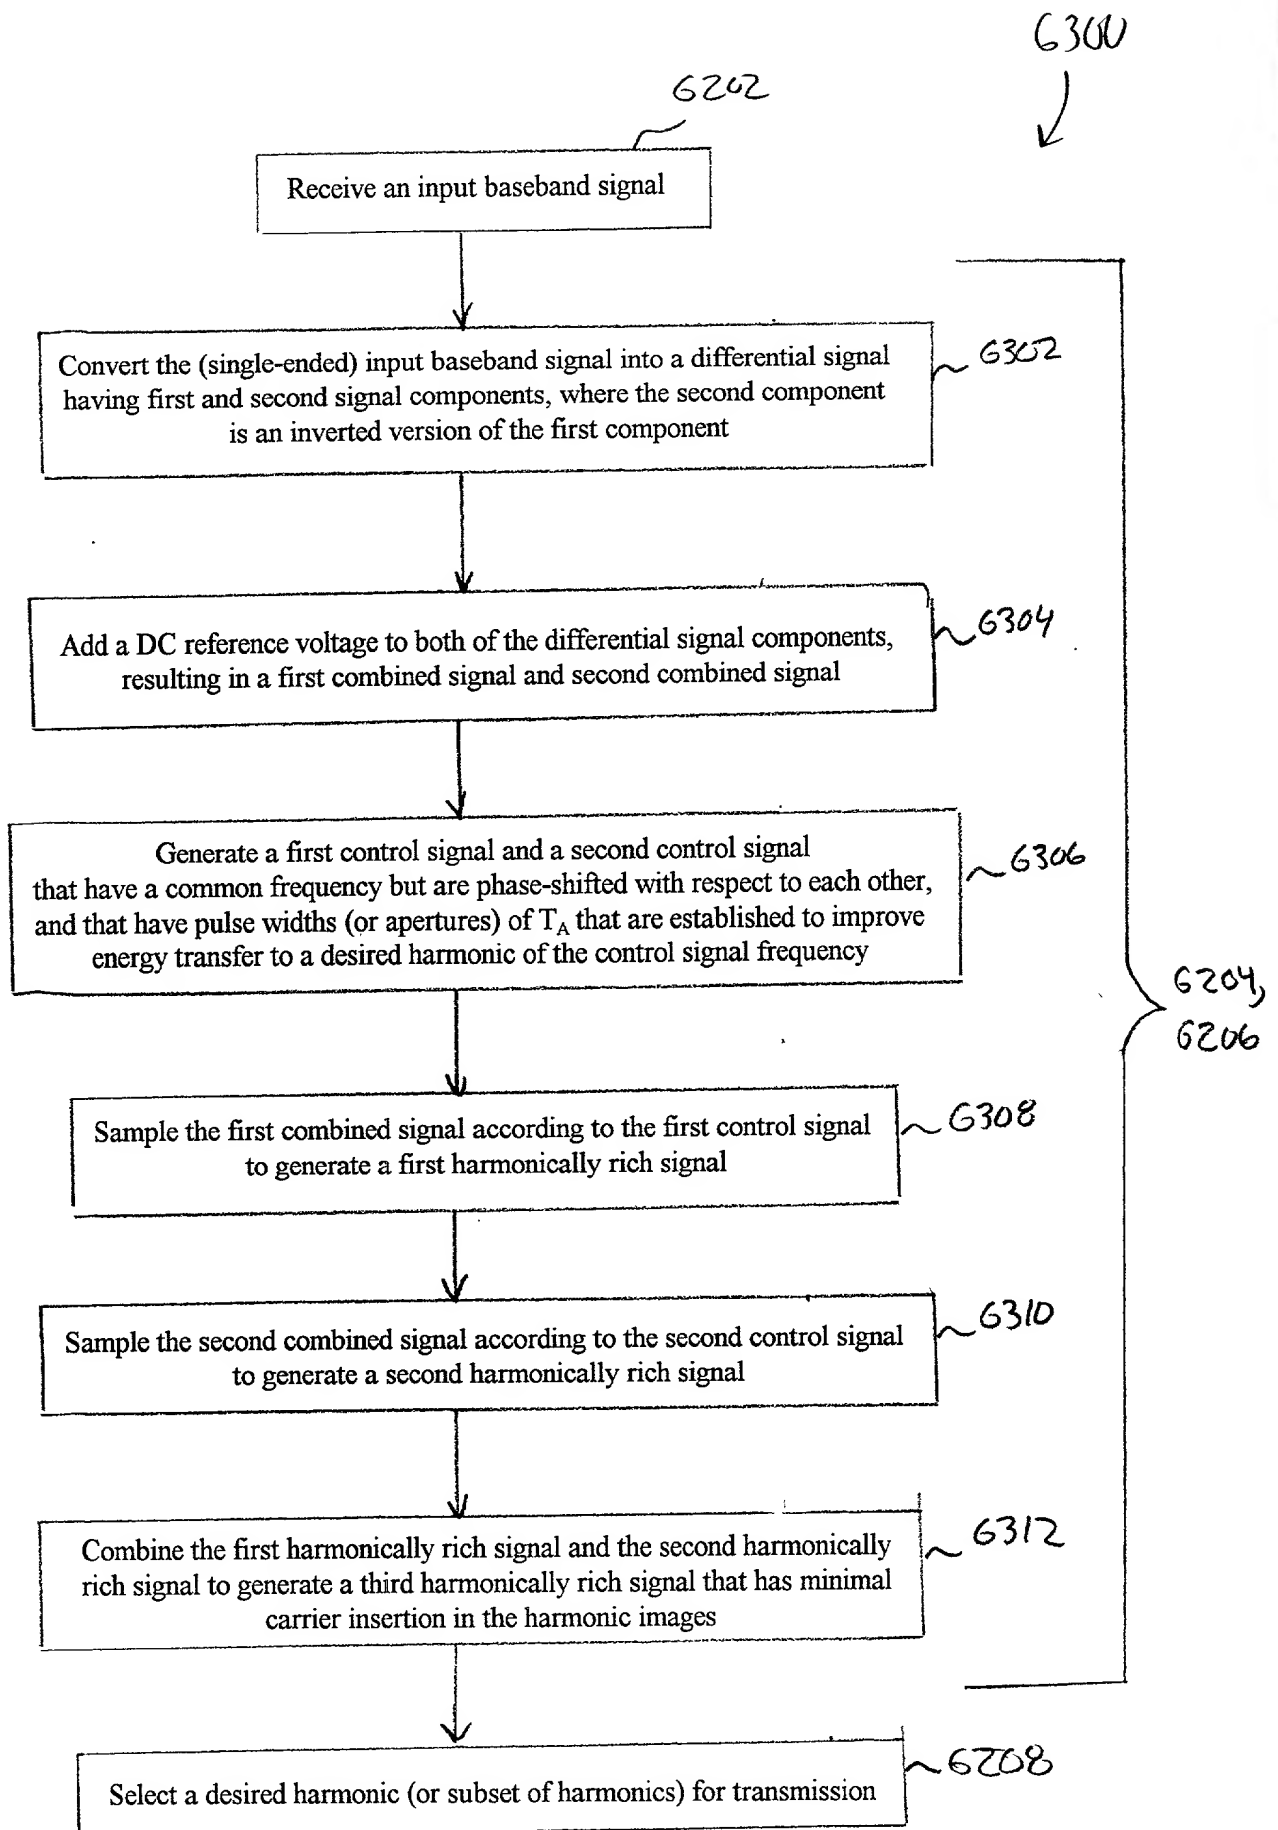 6300
6202
Receive an input baseband signal
Convert the (single-ended) input baseband signal into a differential signal
having first and second signal components, where the second component
is an inverted version of the first component
6302
Add a DC reference voltage to both of the differential signal components,
resulting in a first combined signal and second combined signal
6304
Generate a first control signal and a second control signal
that have a common frequency but are phase-shifted with respect to each other,
and that have pulse widths (or apertures) of TA that are established to improve
energy transfer to a desired harmonic of the control signal frequency
6306
6204,
6206
Sample the first combined signal according to the first control signal
to generate a first harmonically rich signal
6308
Sample the second combined signal according to the second control signal
to generate a second harmonically rich signal
6310
Combine the first harmonically rich signal and the second harmonically
rich signal to generate a third harmonically rich signal that has minimal
carrier insertion in the harmonic images
6312
Select a desired harmonic (or subset of harmonics) for transmission
6208